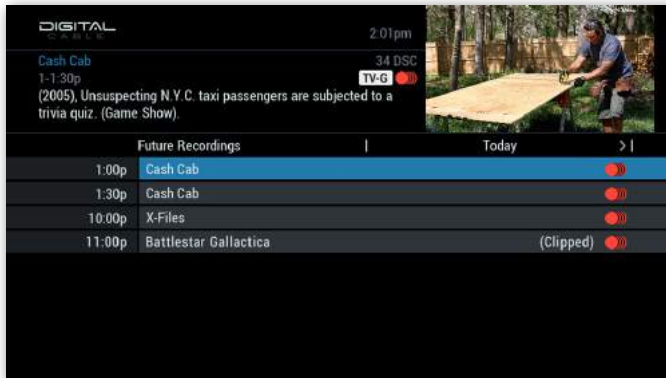 DIGITAL
CABLE
2:01pm
Cash Cab 34 DSC
1-1:30p TV-G
(2005), Unsuspecting N.Y.C. taxi passengers are subjected to a
trivia quiz. (Game Show).
Future Recordings | Today >|
1:00p Cash Cab
1:30p Cash Cab
10:00p X-Files
11:00p Battlestar Gallactica (Clipped)